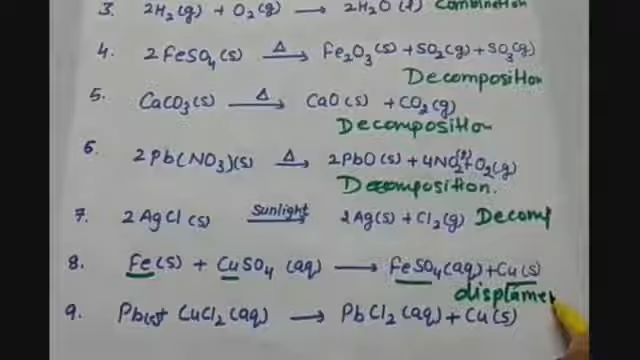 3. 2H₂(g) + O₂(g) ⟶ 2H₂O(l) Combination
4. 2FeSO₄(s) —Δ→ Fe₂O₃(s) + SO₂(g) + SO₃(g)
Decomposition
5. CaCO₃(s) —Δ→ CaO(s) + CO₂(g)
Decomposition
6. 2Pb(NO₃)(s) —Δ→ 2PbO(s) + 4NO₂(g) + O₂(g)
Decomposition.
7. 2AgCl(s) —Sunlight→ 2Ag(s) + Cl₂(g) Decomp
8. Fe(s) + CuSO₄(aq) ⟶ FeSO₄(aq) + Cu(s)
displamen
9. Pb(s) + CuCl₂(aq) ⟶ PbCl₂(aq) + Cu(s)